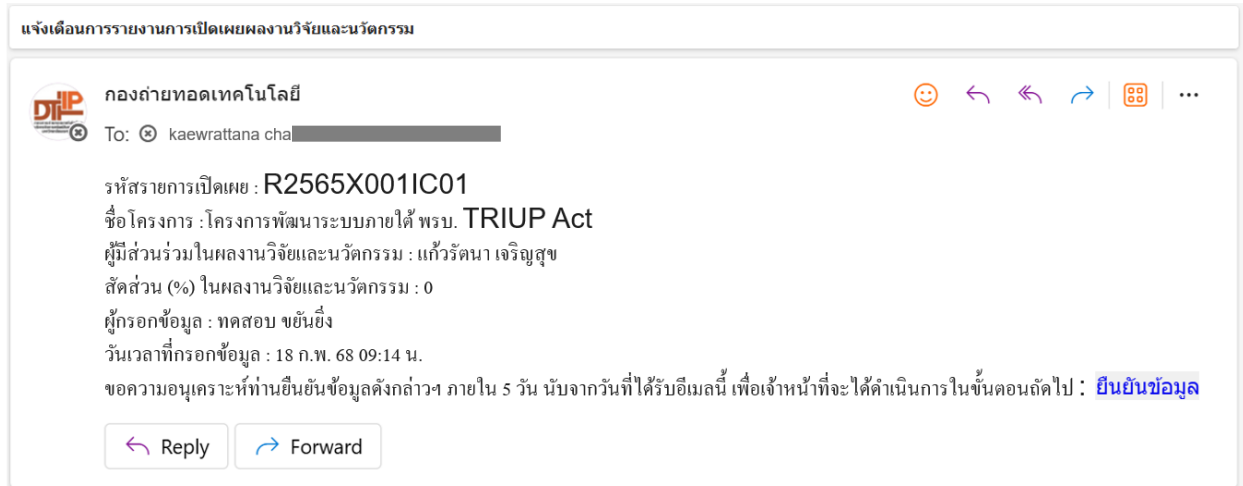 แจ้งเตือนการรายงานการเปิดเผยผลงานวิจัยและนวัตกรรม
กองถ่ายทอดเทคโนโลยี
To: kaewrattana cha
รหัสรายการเปิดเผย : R2565X001IC01
ชื่อโครงการ :โครงการพัฒนาระบบภายใต้ พรบ. TRIUP Act
ผู้มีส่วนร่วมในผลงานวิจัยและนวัตกรรม : แก้วรัตนา เจริญสุข
สัดส่วน (%) ในผลงานวิจัยและนวัตกรรม : 0
ผู้กรอกข้อมูล : ทดสอบ ขยันยิ่ง
วันเวลาที่กรอกข้อมูล : 18 ก.พ. 68 09:14 น.
ขอความอนุเคราะห์ท่านยืนยันข้อมูลดังกล่าวฯ ภายใน 5 วัน นับจากวันที่ได้รับอีเมลนี้ เพื่อเจ้าหน้าที่จะได้ดำเนินการในขั้นตอนถัดไป : ยืนยันข้อมูล
Reply Forward